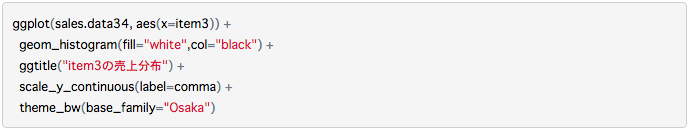 ggplot(sales.data34, aes(x=item3)) +
geom_histogram(fill="white",col="black") +
ggtitle("item3の売上分布") +
scale_y_continuous(label=comma) +
theme_bw(base_family="Osaka")